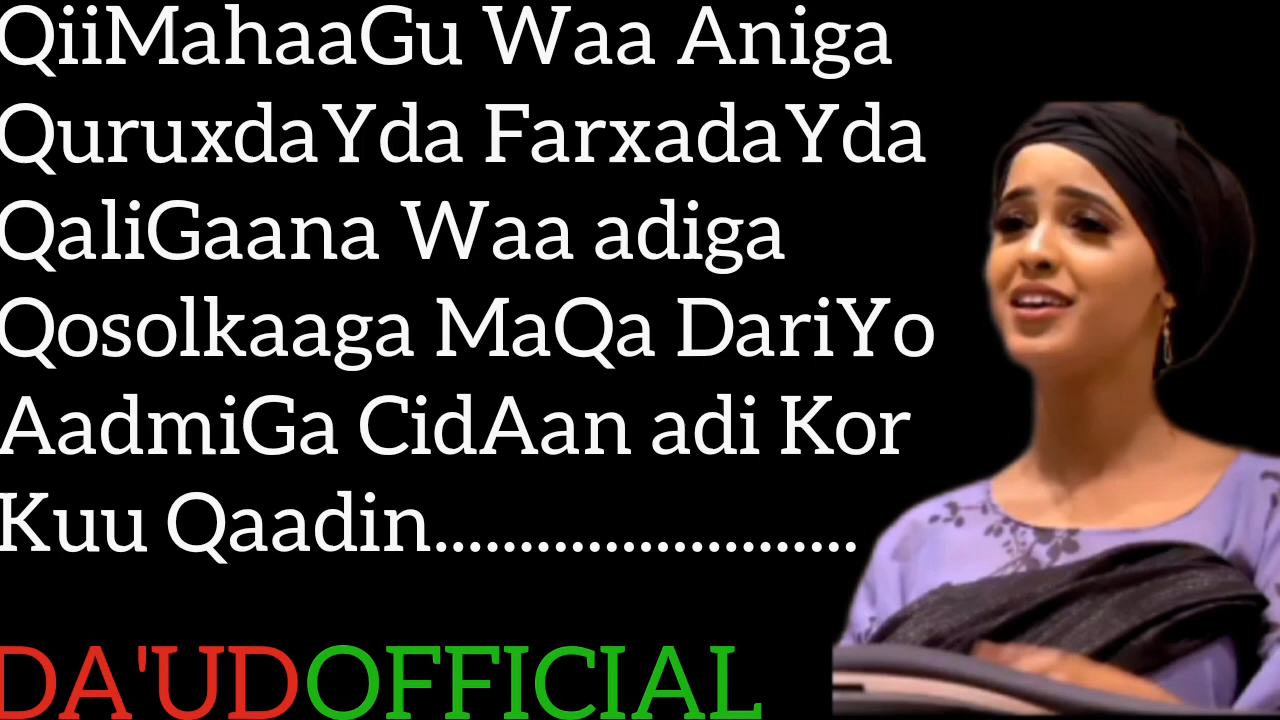 QiiMahaaGu Waa Aniga
QuruxdaYda FarxadaYda
QaliGaana Waa adiga
Qosolkaaga MaQa DariYo
AadmiGa CidAan adi Kor
Kuu Qaadin.........................
DA'UDOFFICIAL